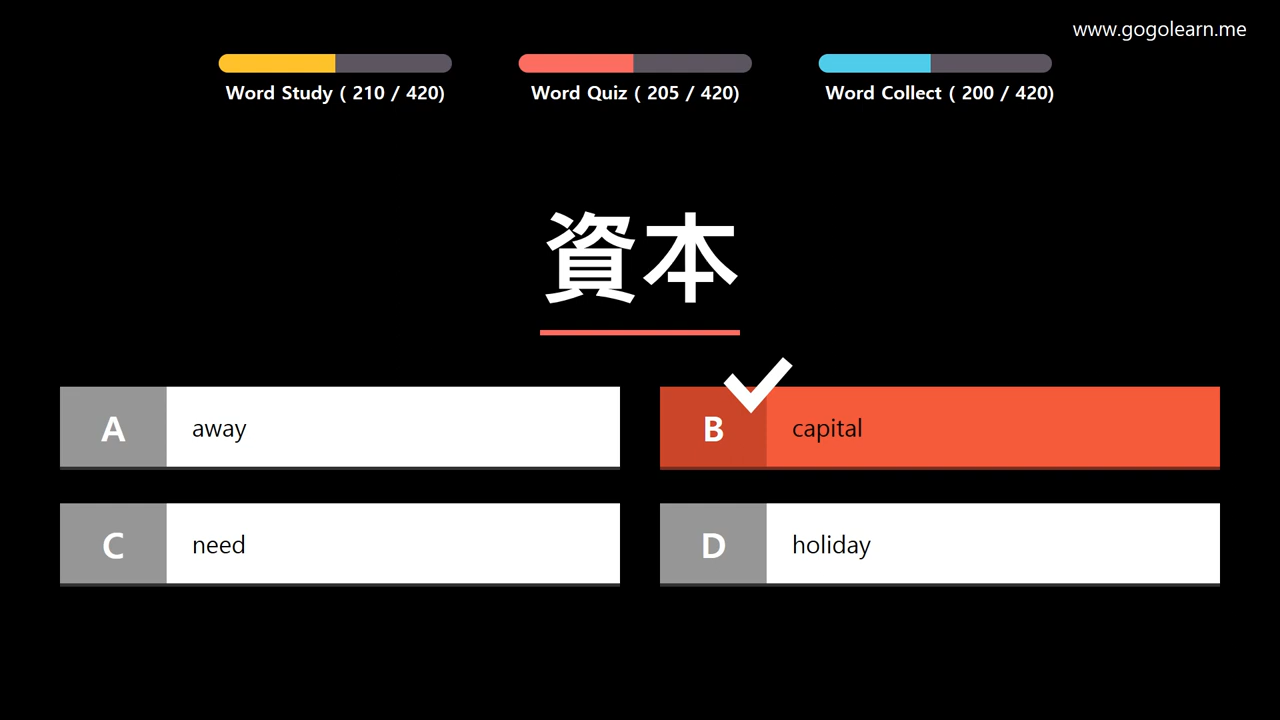 www.gogolearn.me
Word Study ( 210 / 420)
Word Quiz ( 205 / 420)
Word Collect ( 200 / 420)
資本
A away
B capital
C need
D holiday